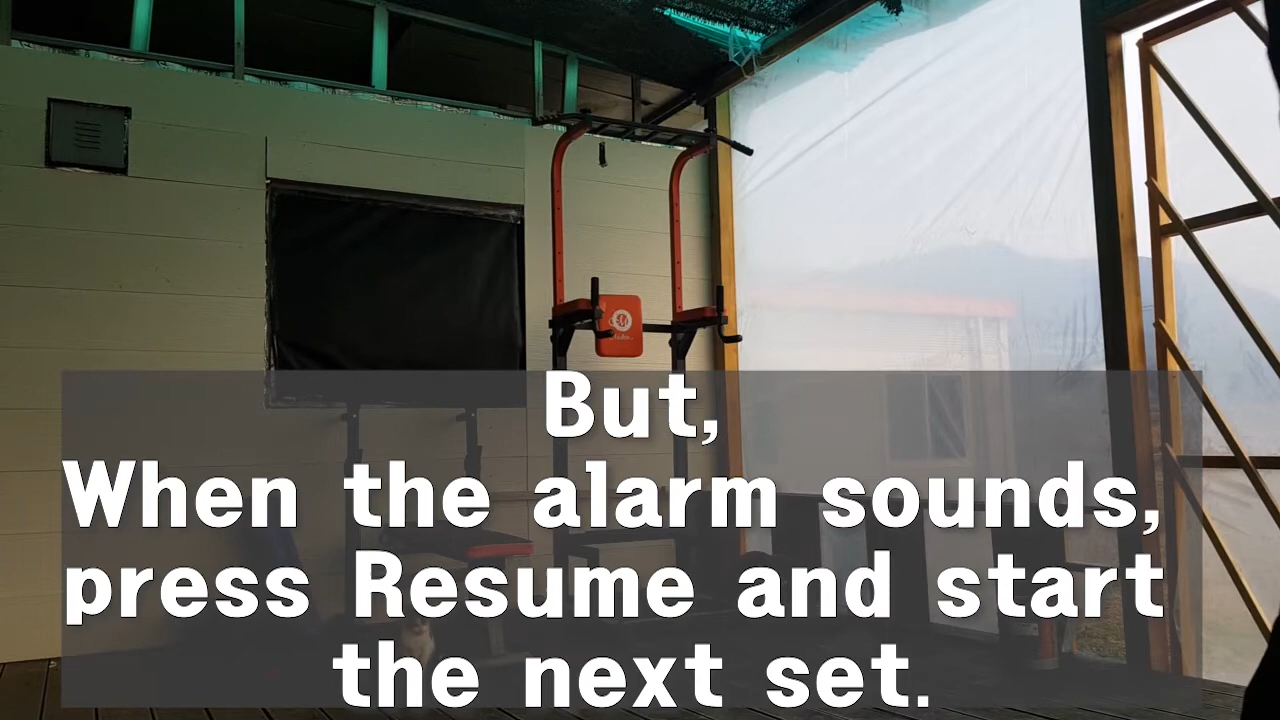 But,
When the alarm sounds,
press Resume and start
the next set.